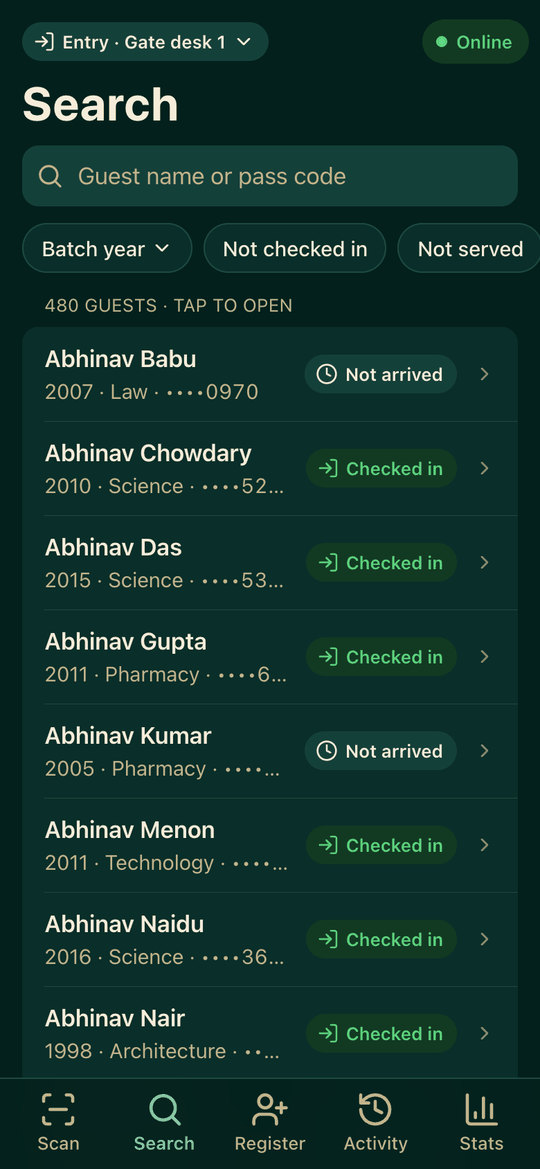 Entry · Gate desk 1
Online
Search
Guest name or pass code
Batch year
Not checked in
Not served
480 GUESTS · TAP TO OPEN
Abhinav Babu
2007 · Law · ••••0970
Not arrived
Abhinav Chowdary
2010 · Science · ••••52...
Checked in
Abhinav Das
2015 · Science · ••••53...
Checked in
Abhinav Gupta
2011 · Pharmacy · ••••6...
Checked in
Abhinav Kumar
2005 · Pharmacy · ••••...
Not arrived
Abhinav Menon
2011 · Technology · ••••...
Checked in
Abhinav Naidu
2016 · Science · ••••36...
Checked in
Abhinav Nair
1998 · Architecture · ••...
Checked in
Scan
Search
Register
Activity
Stats